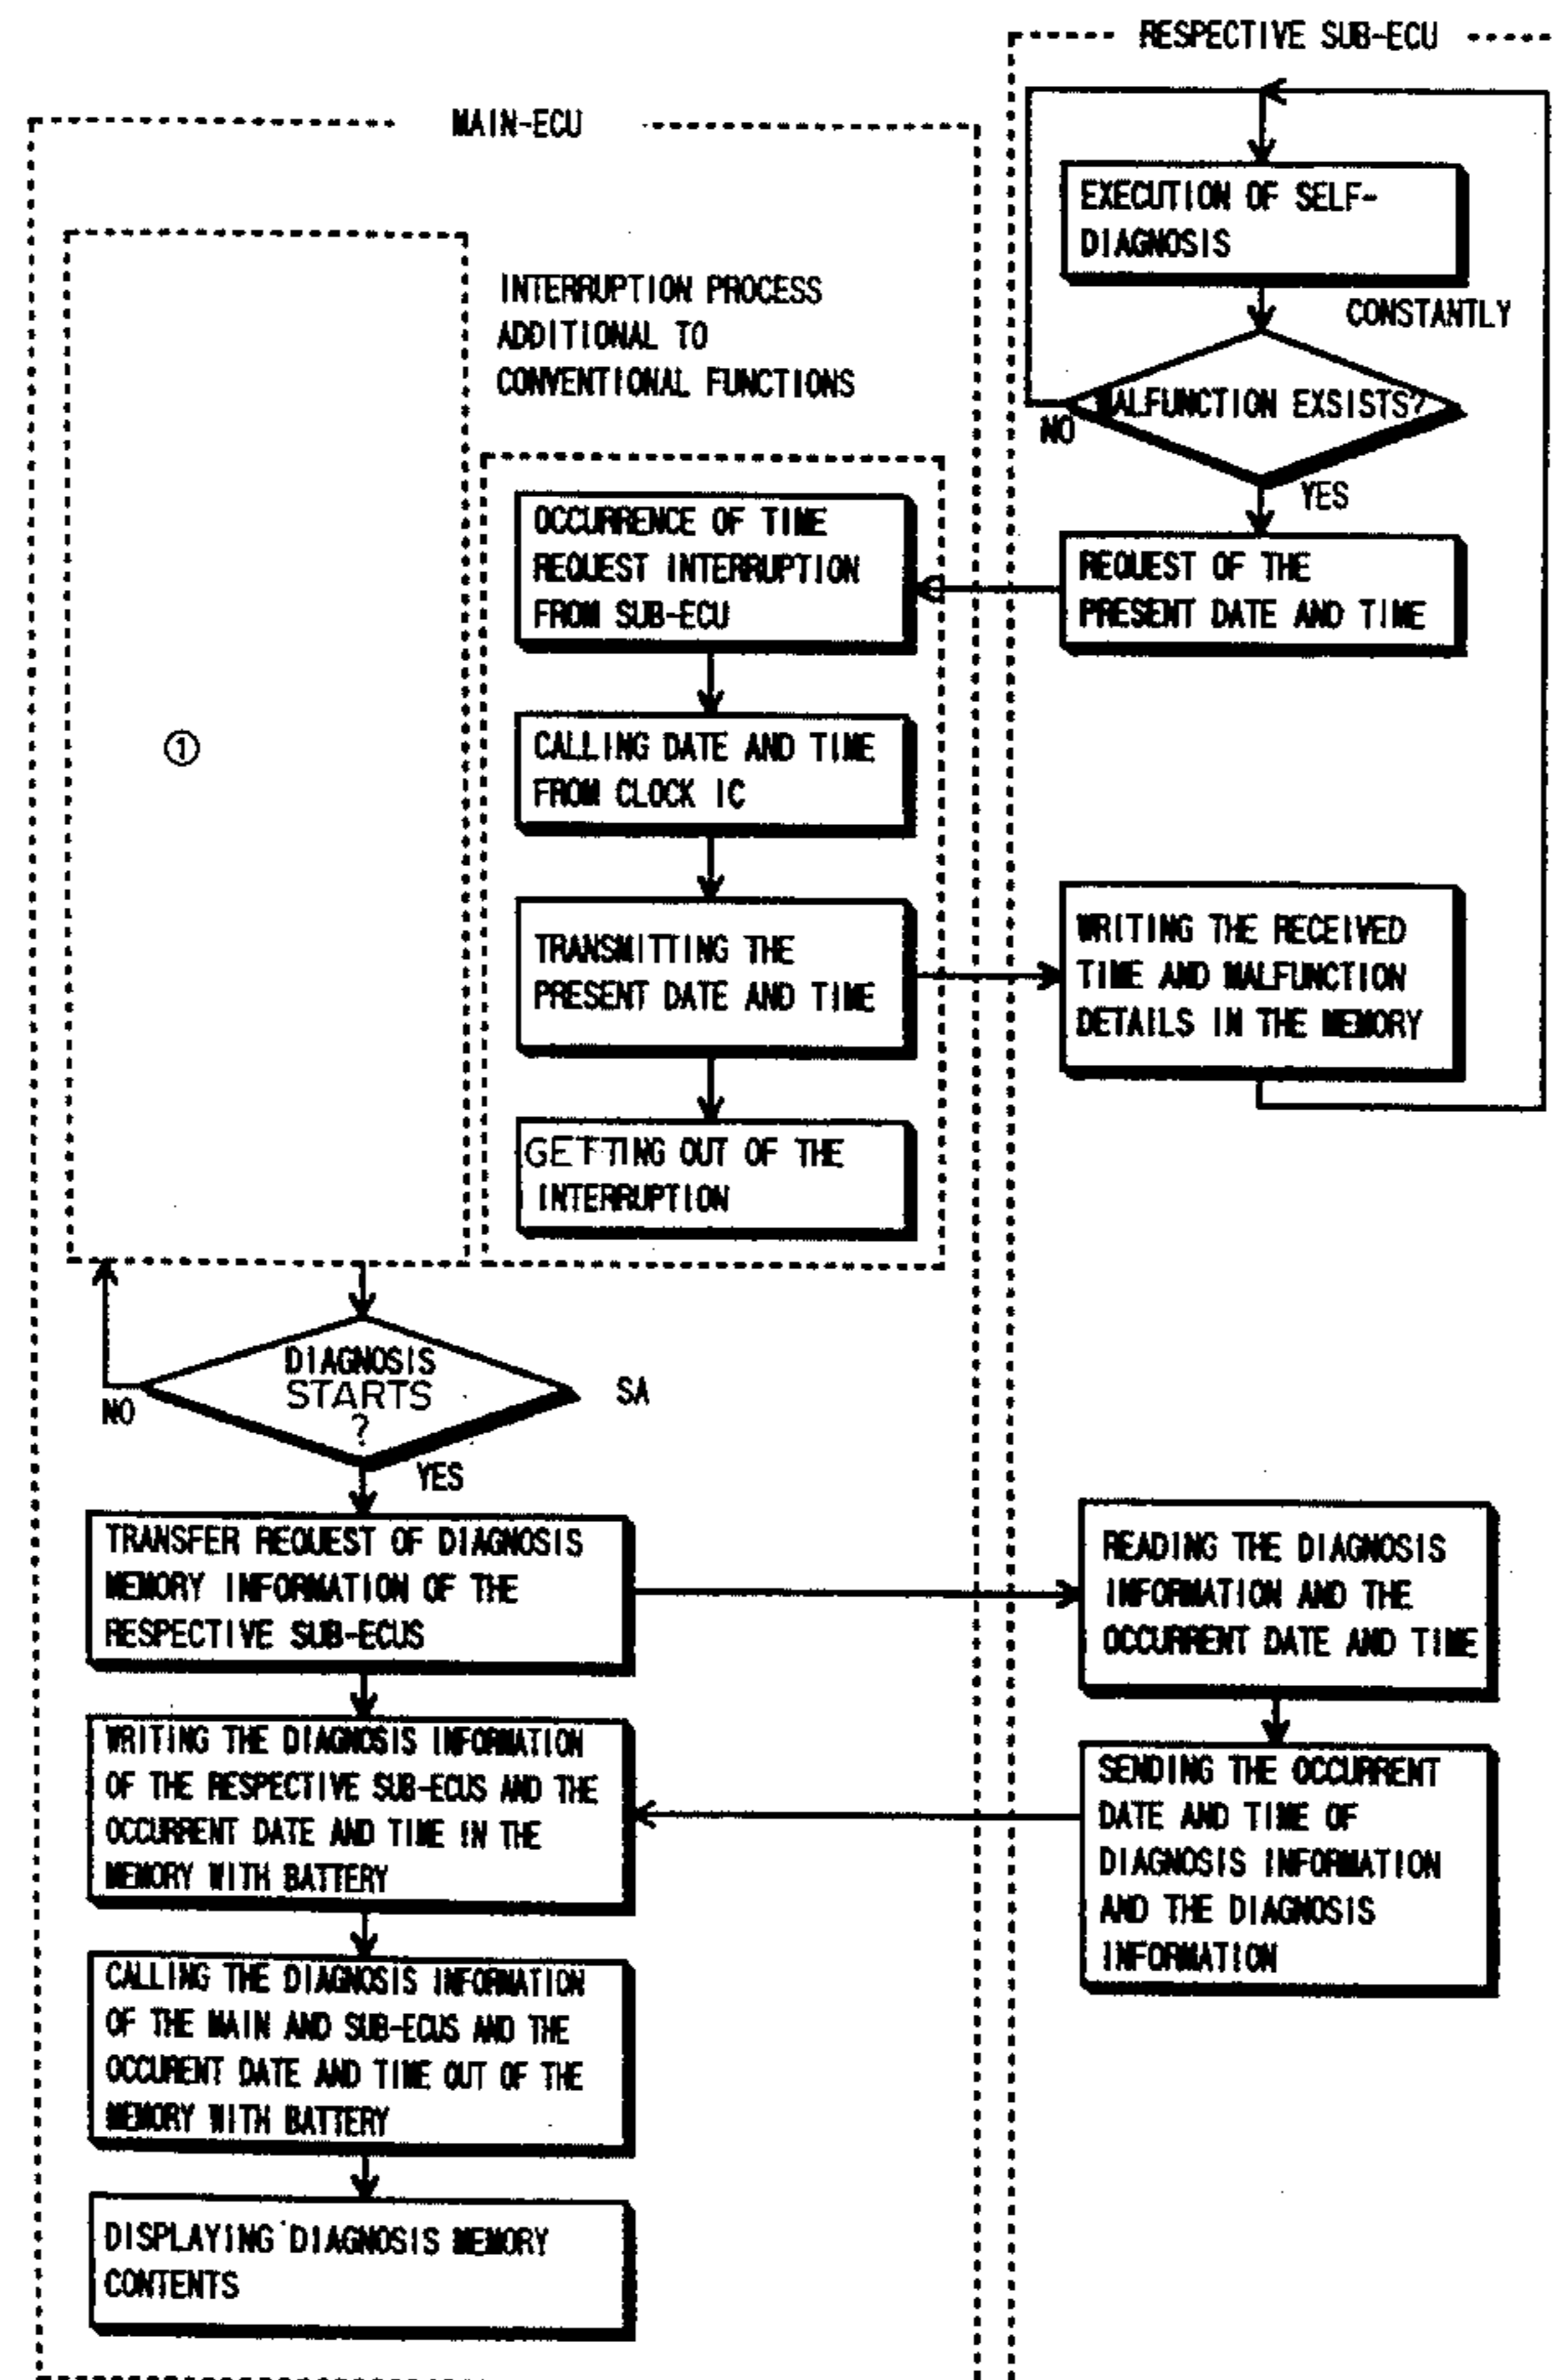 RESPECTIVE SUB-ECU
MAIN-ECU
EXECUTION OF SELF-
DIAGNOSIS
CONSTANTLY
MALFUNCTION EXSISTS?
NO
YES
REQUEST OF THE
PRESENT DATE AND TIME
INTERRUPTION PROCESS
ADDITIONAL TO
CONVENTIONAL FUNCTIONS
OCCURRENCE OF TIME
REQUEST INTERRUPTION
FROM SUB-ECU
CALLING DATE AND TIME
FROM CLOCK IC
①
TRANSMITTING THE
PRESENT DATE AND TIME
WRITING THE RECEIVED
TIME AND MALFUNCTION
DETAILS IN THE MEMORY
GETTING OUT OF THE
INTERRUPTION
DIAGNOSIS
STARTS
?
SA
NO
YES
TRANSFER REQUEST OF DIAGNOSIS
MEMORY INFORMATION OF THE
RESPECTIVE SUB-ECUS
READING THE DIAGNOSIS
INFORMATION AND THE
OCCURRENT DATE AND TIME
WRITING THE DIAGNOSIS INFORMATION
OF THE RESPECTIVE SUB-ECUS AND THE
OCCURRENT DATE AND TIME IN THE
MEMORY WITH BATTERY
SENDING THE OCCURRENT
DATE AND TIME OF
DIAGNOSIS INFORMATION
AND THE DIAGNOSIS
INFORMATION
CALLING THE DIAGNOSIS INFORMATION
OF THE MAIN AND SUB-ECUS AND THE
OCCURENT DATE AND TIME OUT OF THE
MEMORY WITH BATTERY
DISPLAYING DIAGNOSIS MEMORY
CONTENTS